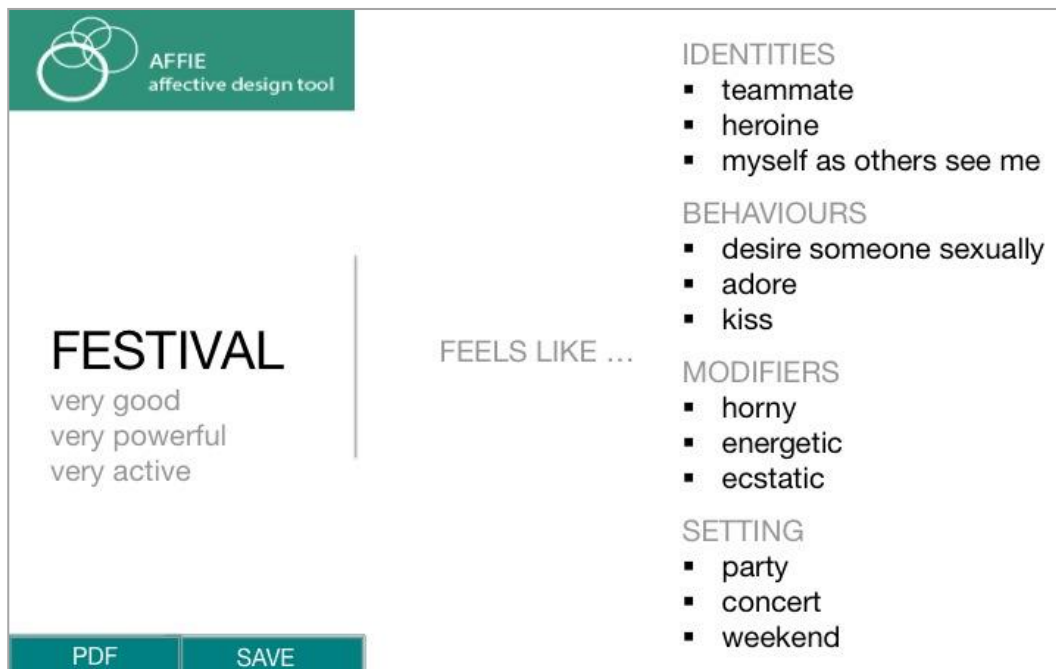 AFFIE
affective design tool
FESTIVAL
very good
very powerful
very active
FEELS LIKE …
IDENTITIES
▪ teammate
▪ heroine
▪ myself as others see me
BEHAVIOURS
▪ desire someone sexually
▪ adore
▪ kiss
MODIFIERS
▪ horny
▪ energetic
▪ ecstatic
SETTING
▪ party
▪ concert
▪ weekend
PDF
SAVE